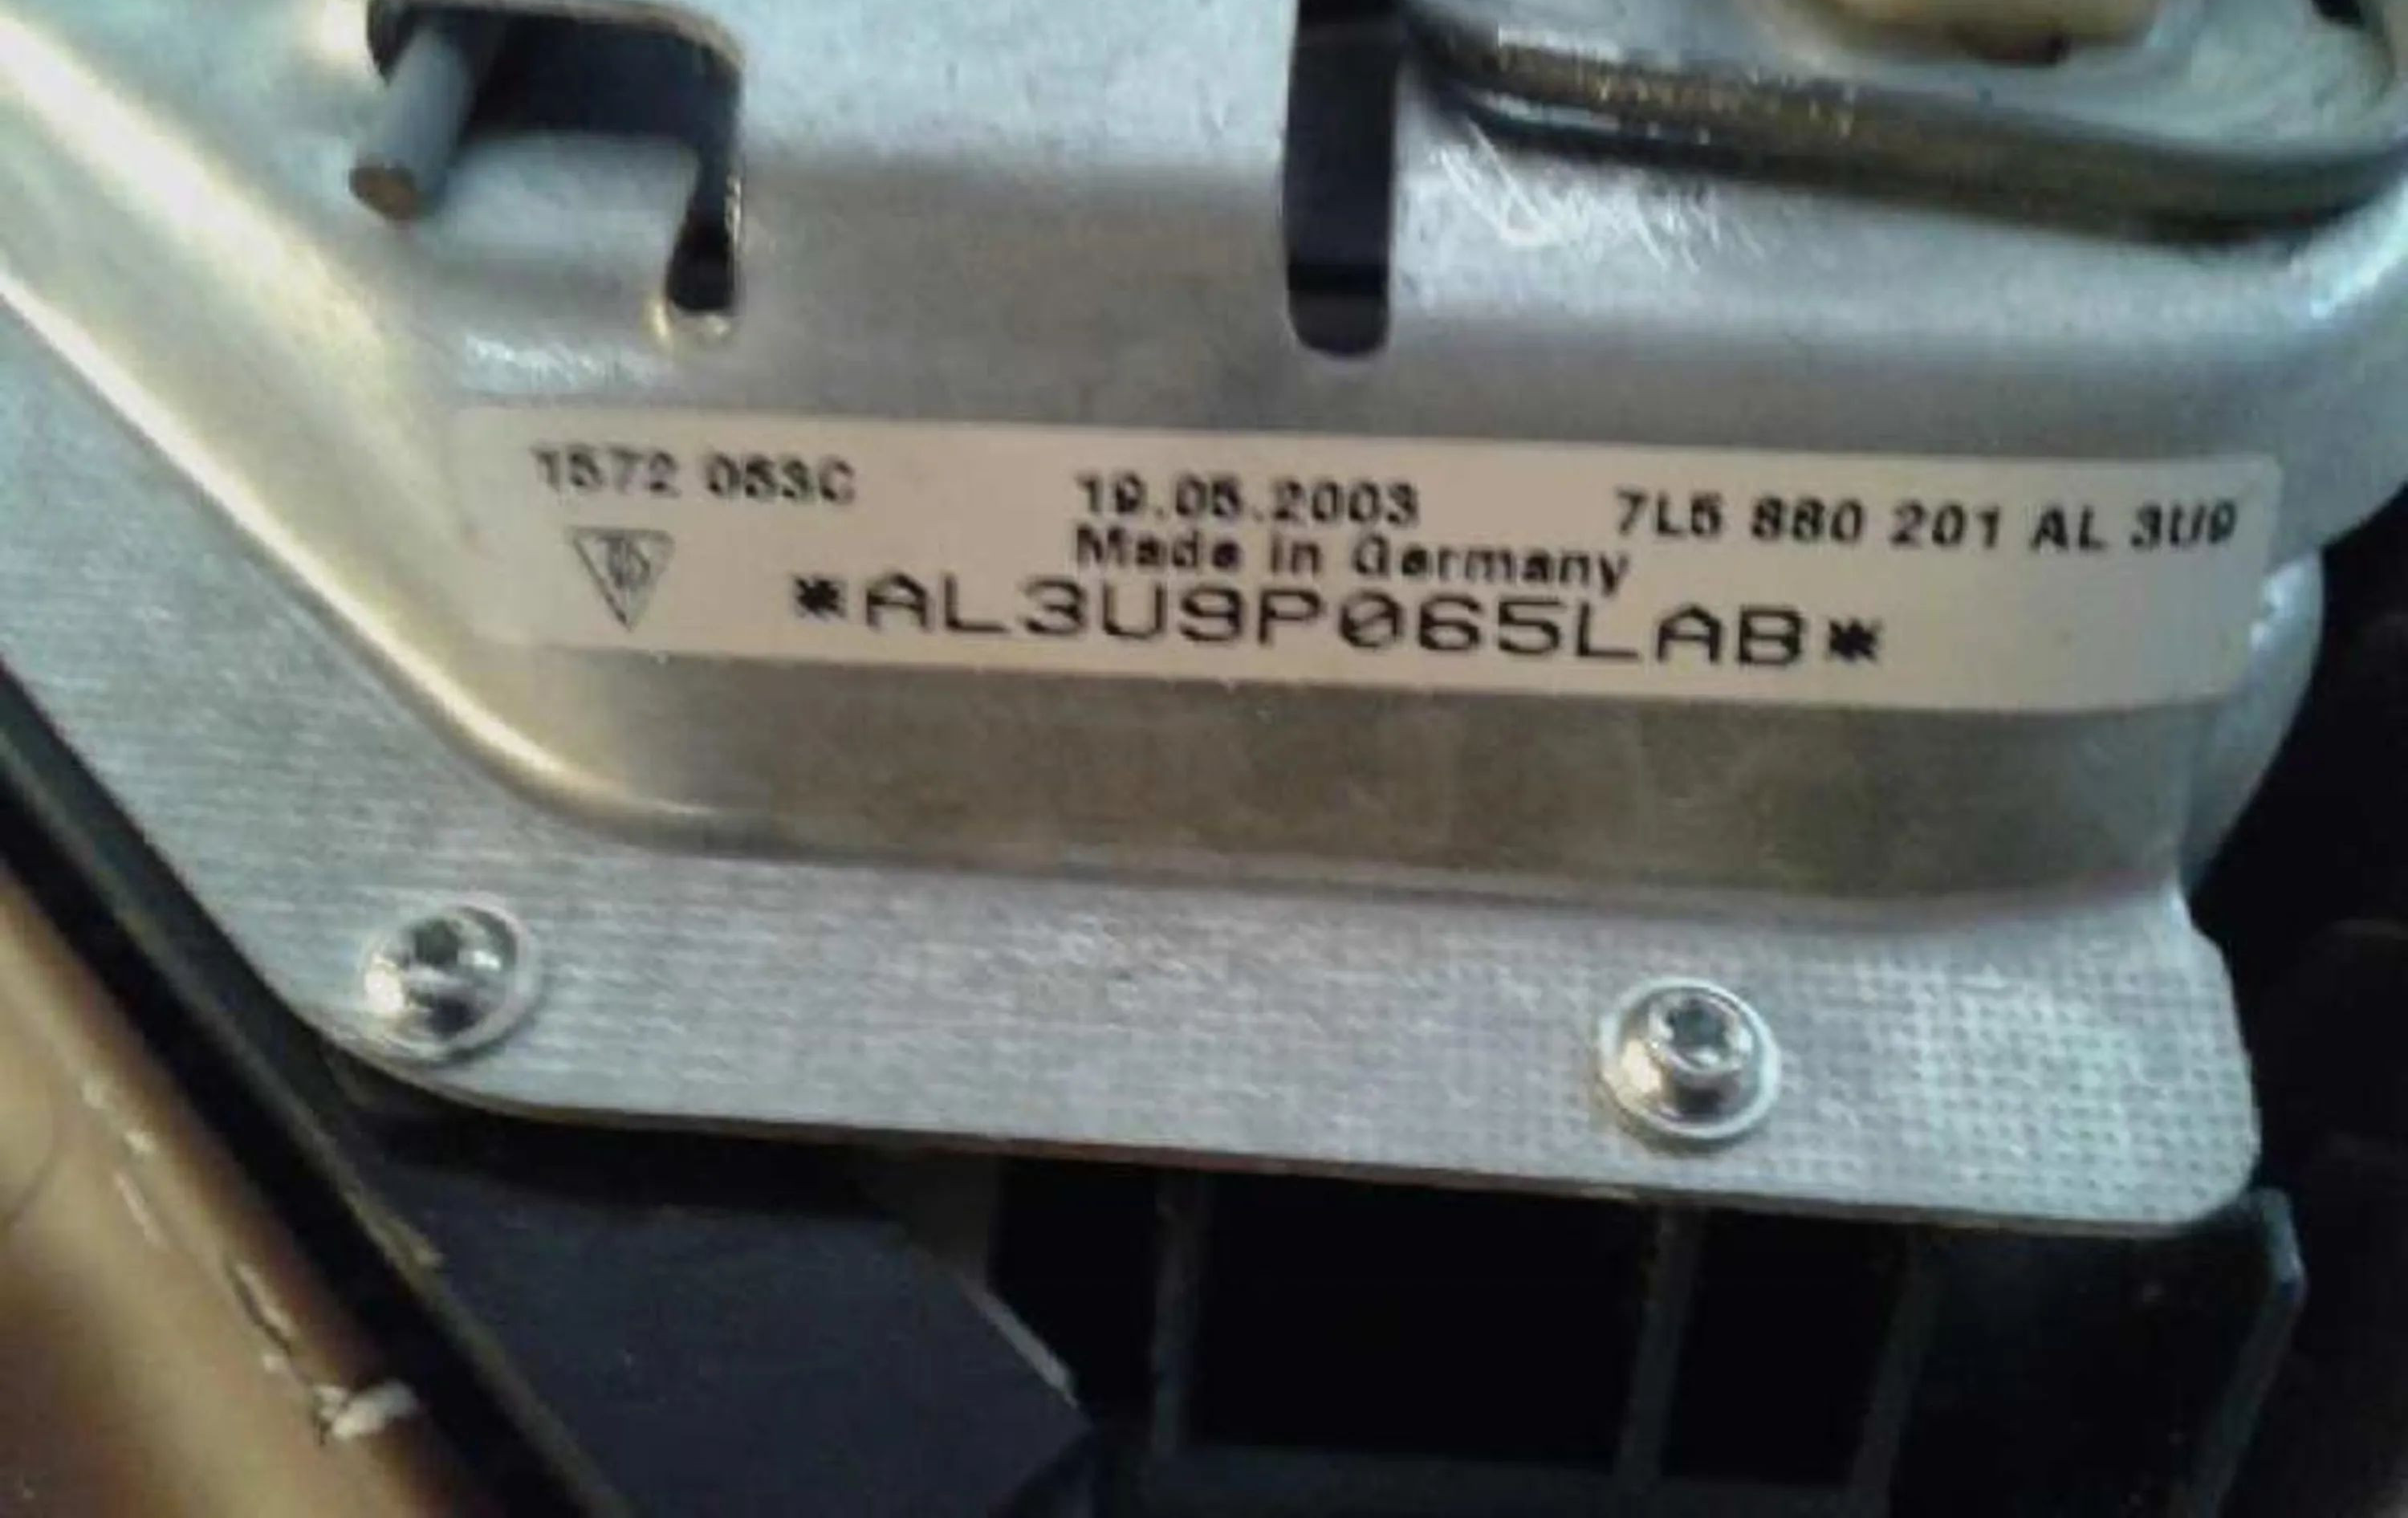 1572 053C 19.05.2003 7L5 880 201 AL 3U9
Made in Germany
*AL3U9P065LAB*